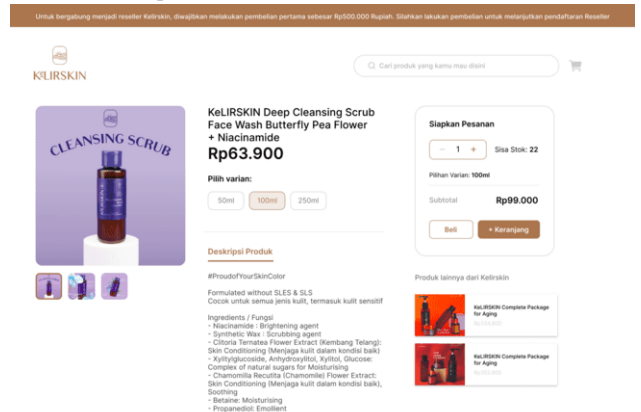 Untuk bergabung menjadi reseller Kelirskin, diwajibkan melakukan pembelian pertama sebesar Rp500.000 Rupiah. Silahkan lakukan pembelian untuk melanjutkan pendaftaran Reseller
KELIRSKIN
Cari produk yang kamu mau disini
CLEANSING SCRUB
KeLIRSKIN Deep Cleansing Scrub
Face Wash Butterfly Pea Flower
+ Niacinamide
Rp63.900
Pilih varian:
50ml
100ml
250ml
Deskripsi Produk
#ProudofYourSkinColor
Formulated without SLES & SLS
Cocok untuk semua jenis kulit, termasuk kulit sensitif
Ingredients / Fungsi
- Niacinamide : Brightening agent
- Synthetic Wax : Scrubbing agent
- Clitoria Ternatea Flower Extract (Kembang Telang):
Skin Conditioning (Menjaga kulit dalam kondisi baik)
- Xylitylglucoside, Anhydroxylitol, Xylitol, Glucose:
Complex of natural sugars for Moisturising
- Chamomilla Recutita (Chamomile) Flower Extract:
Skin Conditioning (Menjaga kulit dalam kondisi baik),
Soothing
- Betaine: Moisturising
- Propanediol: Emollient
Siapkan Pesanan
- 1 +
Sisa Stok: 22
Pilihan Varian: 100ml
Subtotal
Rp99.000
Beli
+ Keranjang
Produk lainnya dari Kelirskin
KeLIRSKIN Complete Package
for Aging
KeLIRSKIN Complete Package
for Aging